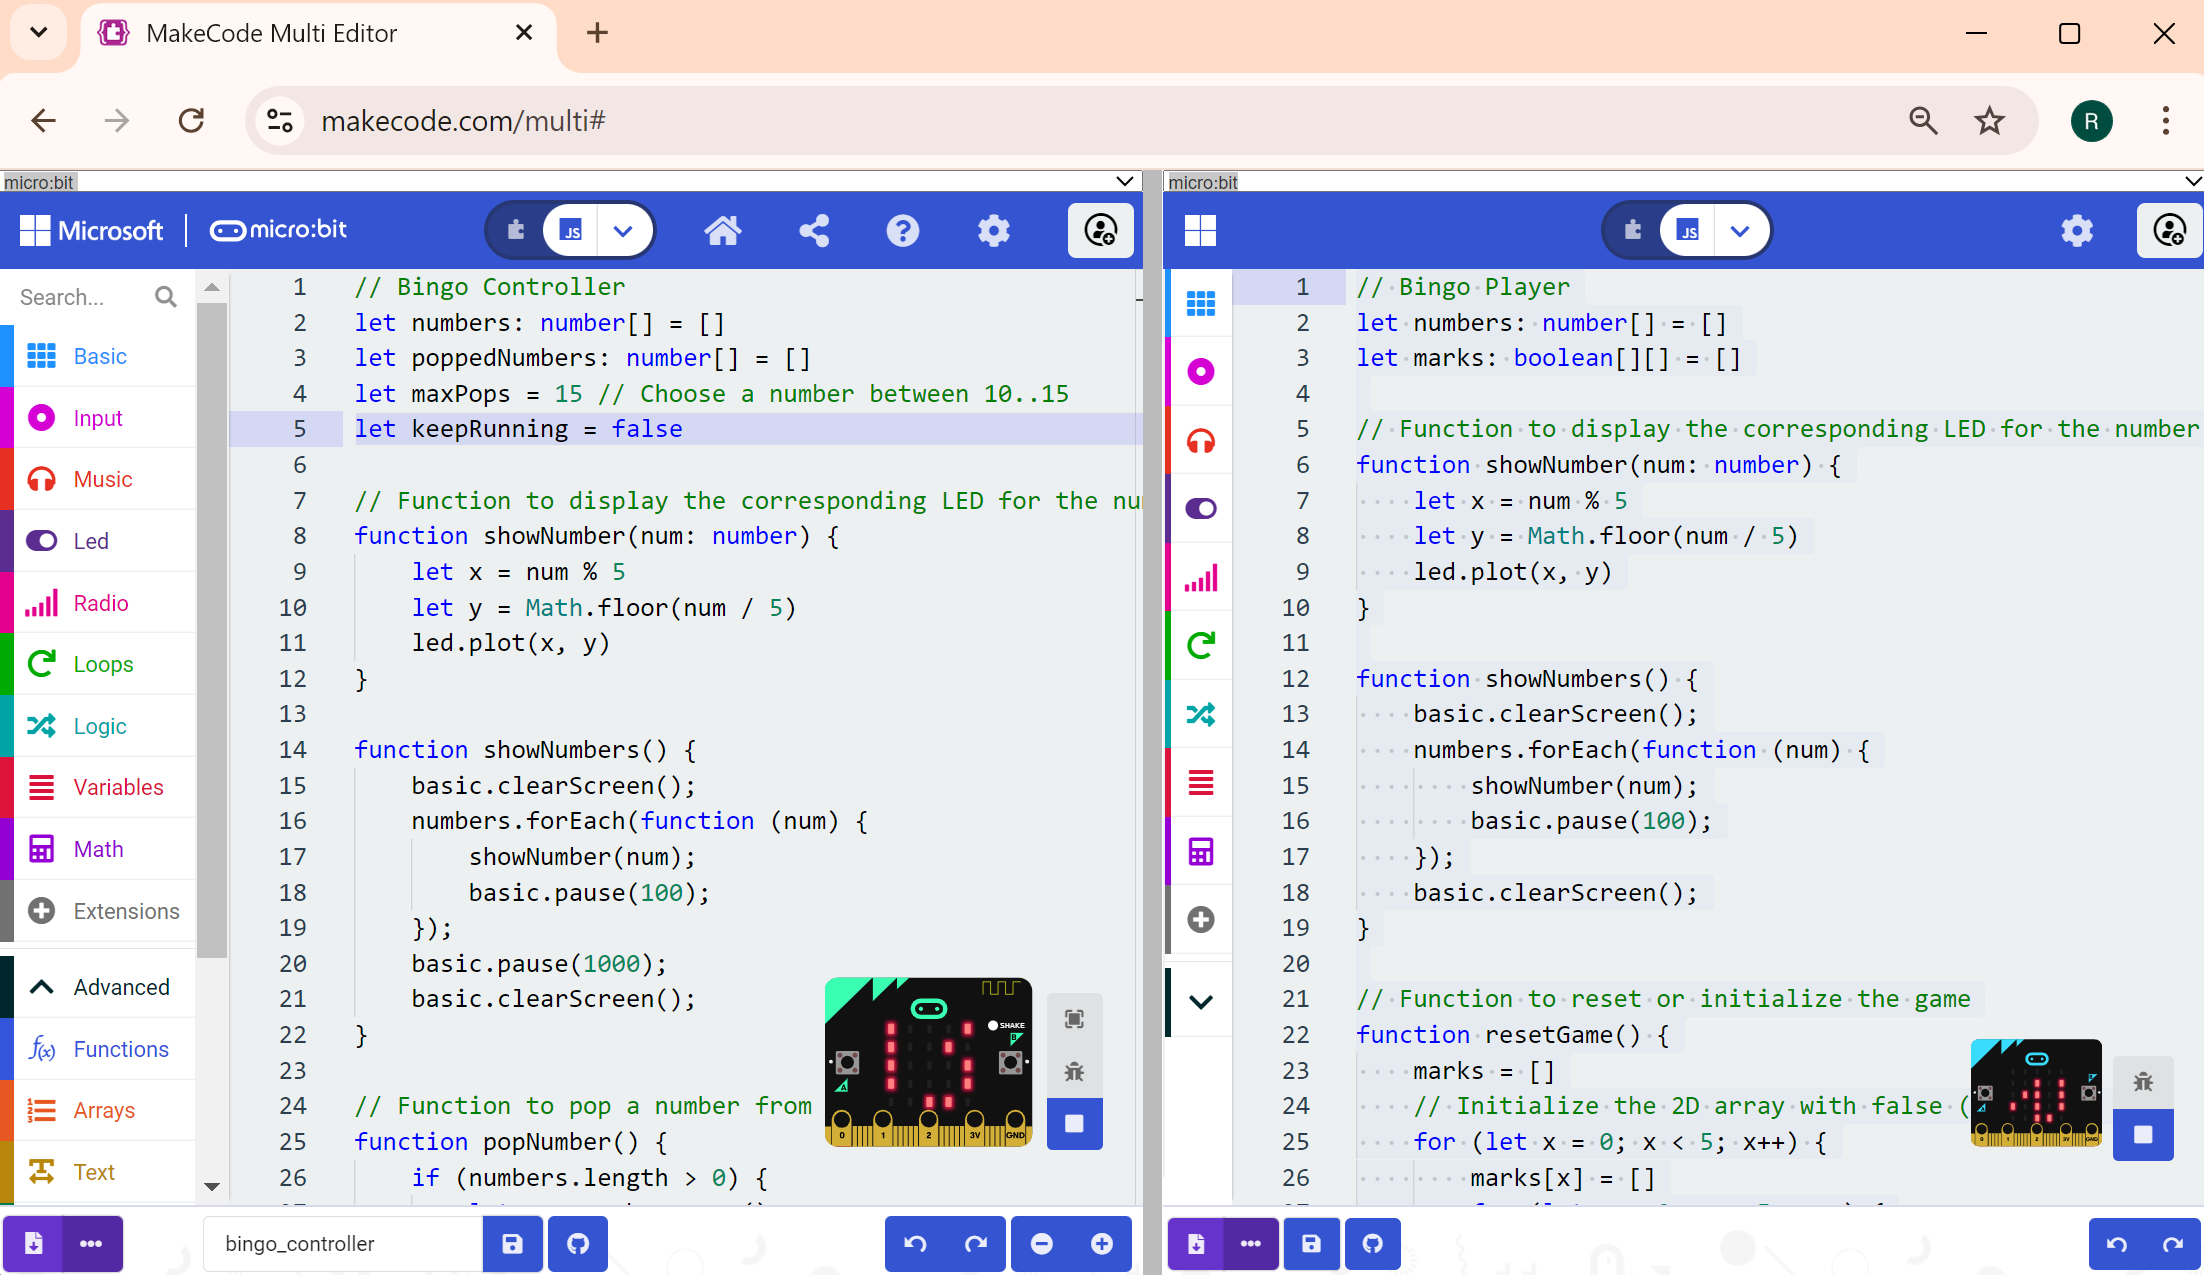 MakeCode Multi Editor
makecode.com/multi#
R
micro:bit
Microsoft
micro:bit
JS
Search...
Basic
Input
Music
Led
Radio
Loops
Logic
Variables
Math
Extensions
Advanced
Functions
Arrays
Text
1 // Bingo Controller
2 let numbers: number[] = []
3 let poppedNumbers: number[] = []
4 let maxPops = 15 // Choose a number between 10..15
5 let keepRunning = false
6
7 // Function to display the corresponding LED for the nu
8 function showNumber(num: number) {
9 let x = num % 5
10 let y = Math.floor(num / 5)
11 led.plot(x, y)
12 }
13
14 function showNumbers() {
15 basic.clearScreen();
16 numbers.forEach(function (num) {
17 showNumber(num);
18 basic.pause(100);
19 });
20 basic.pause(1000);
21 basic.clearScreen();
22 }
23
24 // Function to pop a number from
25 function popNumber() {
26 if (numbers.length > 0) {
SHAKE
B
A
0 1 2 3V GND
bingo_controller
micro:bit
JS
1 // Bingo Player
2 let numbers: number[] = []
3 let marks: boolean[][] = []
4
5 // Function to display the corresponding LED for the number
6 function showNumber(num: number) {
7 let x = num % 5
8 let y = Math.floor(num / 5)
9 led.plot(x, y)
10 }
11
12 function showNumbers() {
13 basic.clearScreen();
14 numbers.forEach(function (num) {
15 showNumber(num);
16 basic.pause(100);
17 });
18 basic.clearScreen();
19 }
20
21 // Function to reset or initialize the game
22 function resetGame() {
23 marks = []
24 // Initialize the 2D array with false (
25 for (let x = 0; x < 5; x++) {
26 marks[x] = []
0 1 2 3V GND